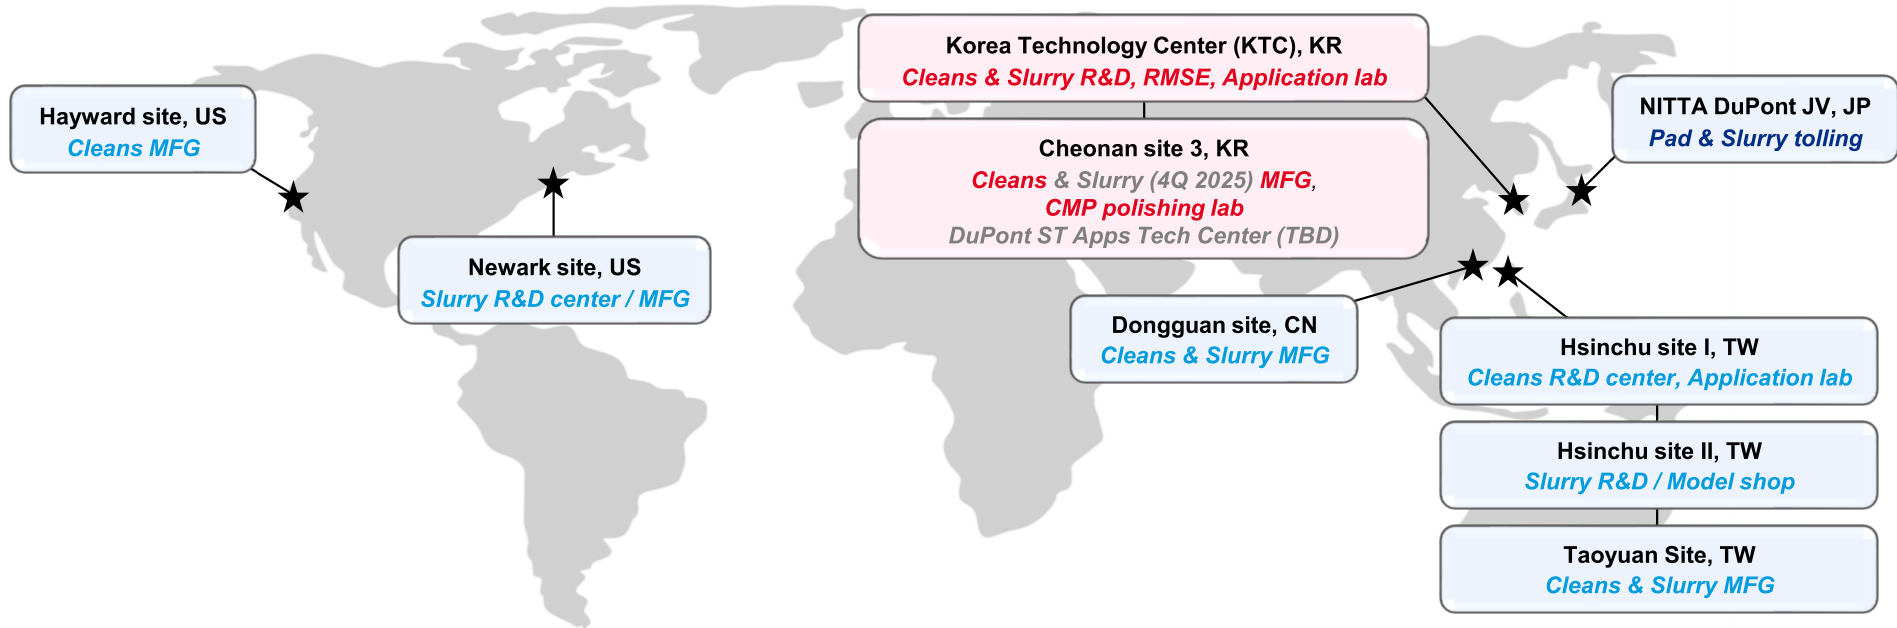 Korea Technology Center (KTC), KR
Cleans & Slurry R&D, RMSE, Application lab
Hayward site, US
Cleans MFG
NITTA DuPont JV, JP
Pad & Slurry tolling
Cheonan site 3, KR
Cleans & Slurry (4Q 2025) MFG,
CMP polishing lab
DuPont ST Apps Tech Center (TBD)
Newark site, US
Slurry R&D center / MFG
Dongguan site, CN
Cleans & Slurry MFG
Hsinchu site I, TW
Cleans R&D center, Application lab
Hsinchu site II, TW
Slurry R&D / Model shop
Taoyuan Site, TW
Cleans & Slurry MFG